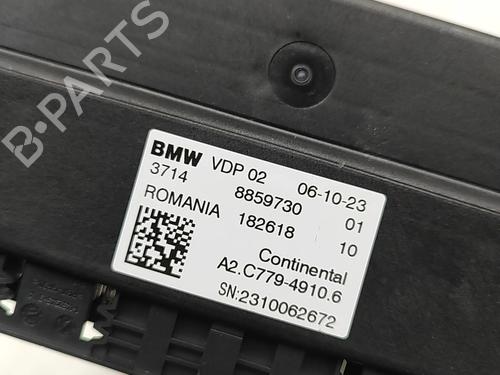 B-PARTS
BMW VDP 02 06-10-23
3714 8859730 01
ROMANIA 182618 10
Continental
A2.C779-4910.6
SN:2310062672